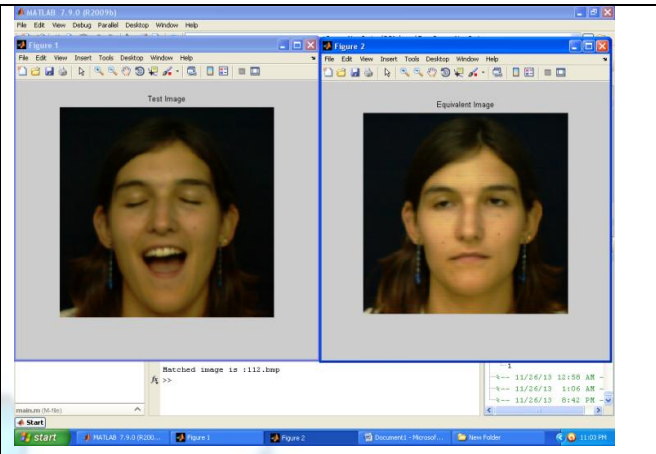 MATLAB 7.9.0 (R2009b)
File Edit View Debug Parallel Desktop Window Help
Figure 1
File Edit View Insert Tools Desktop Window Help
Test Image
Figure 2
File Edit View Insert Tools Desktop Window Help
Equivalent Image
Matched image is :112.bmp
fx >>
1
%-- 11/26/13 12:58 AM --
%-- 11/26/13 1:06 AM --
%-- 11/26/13 8:42 PM --
main.m (M-file)
Start
start
MATLAB 7.9.0 (R200...
Figure 1
Figure 2
Document1 - Microsof...
New Folder
11:03 PM